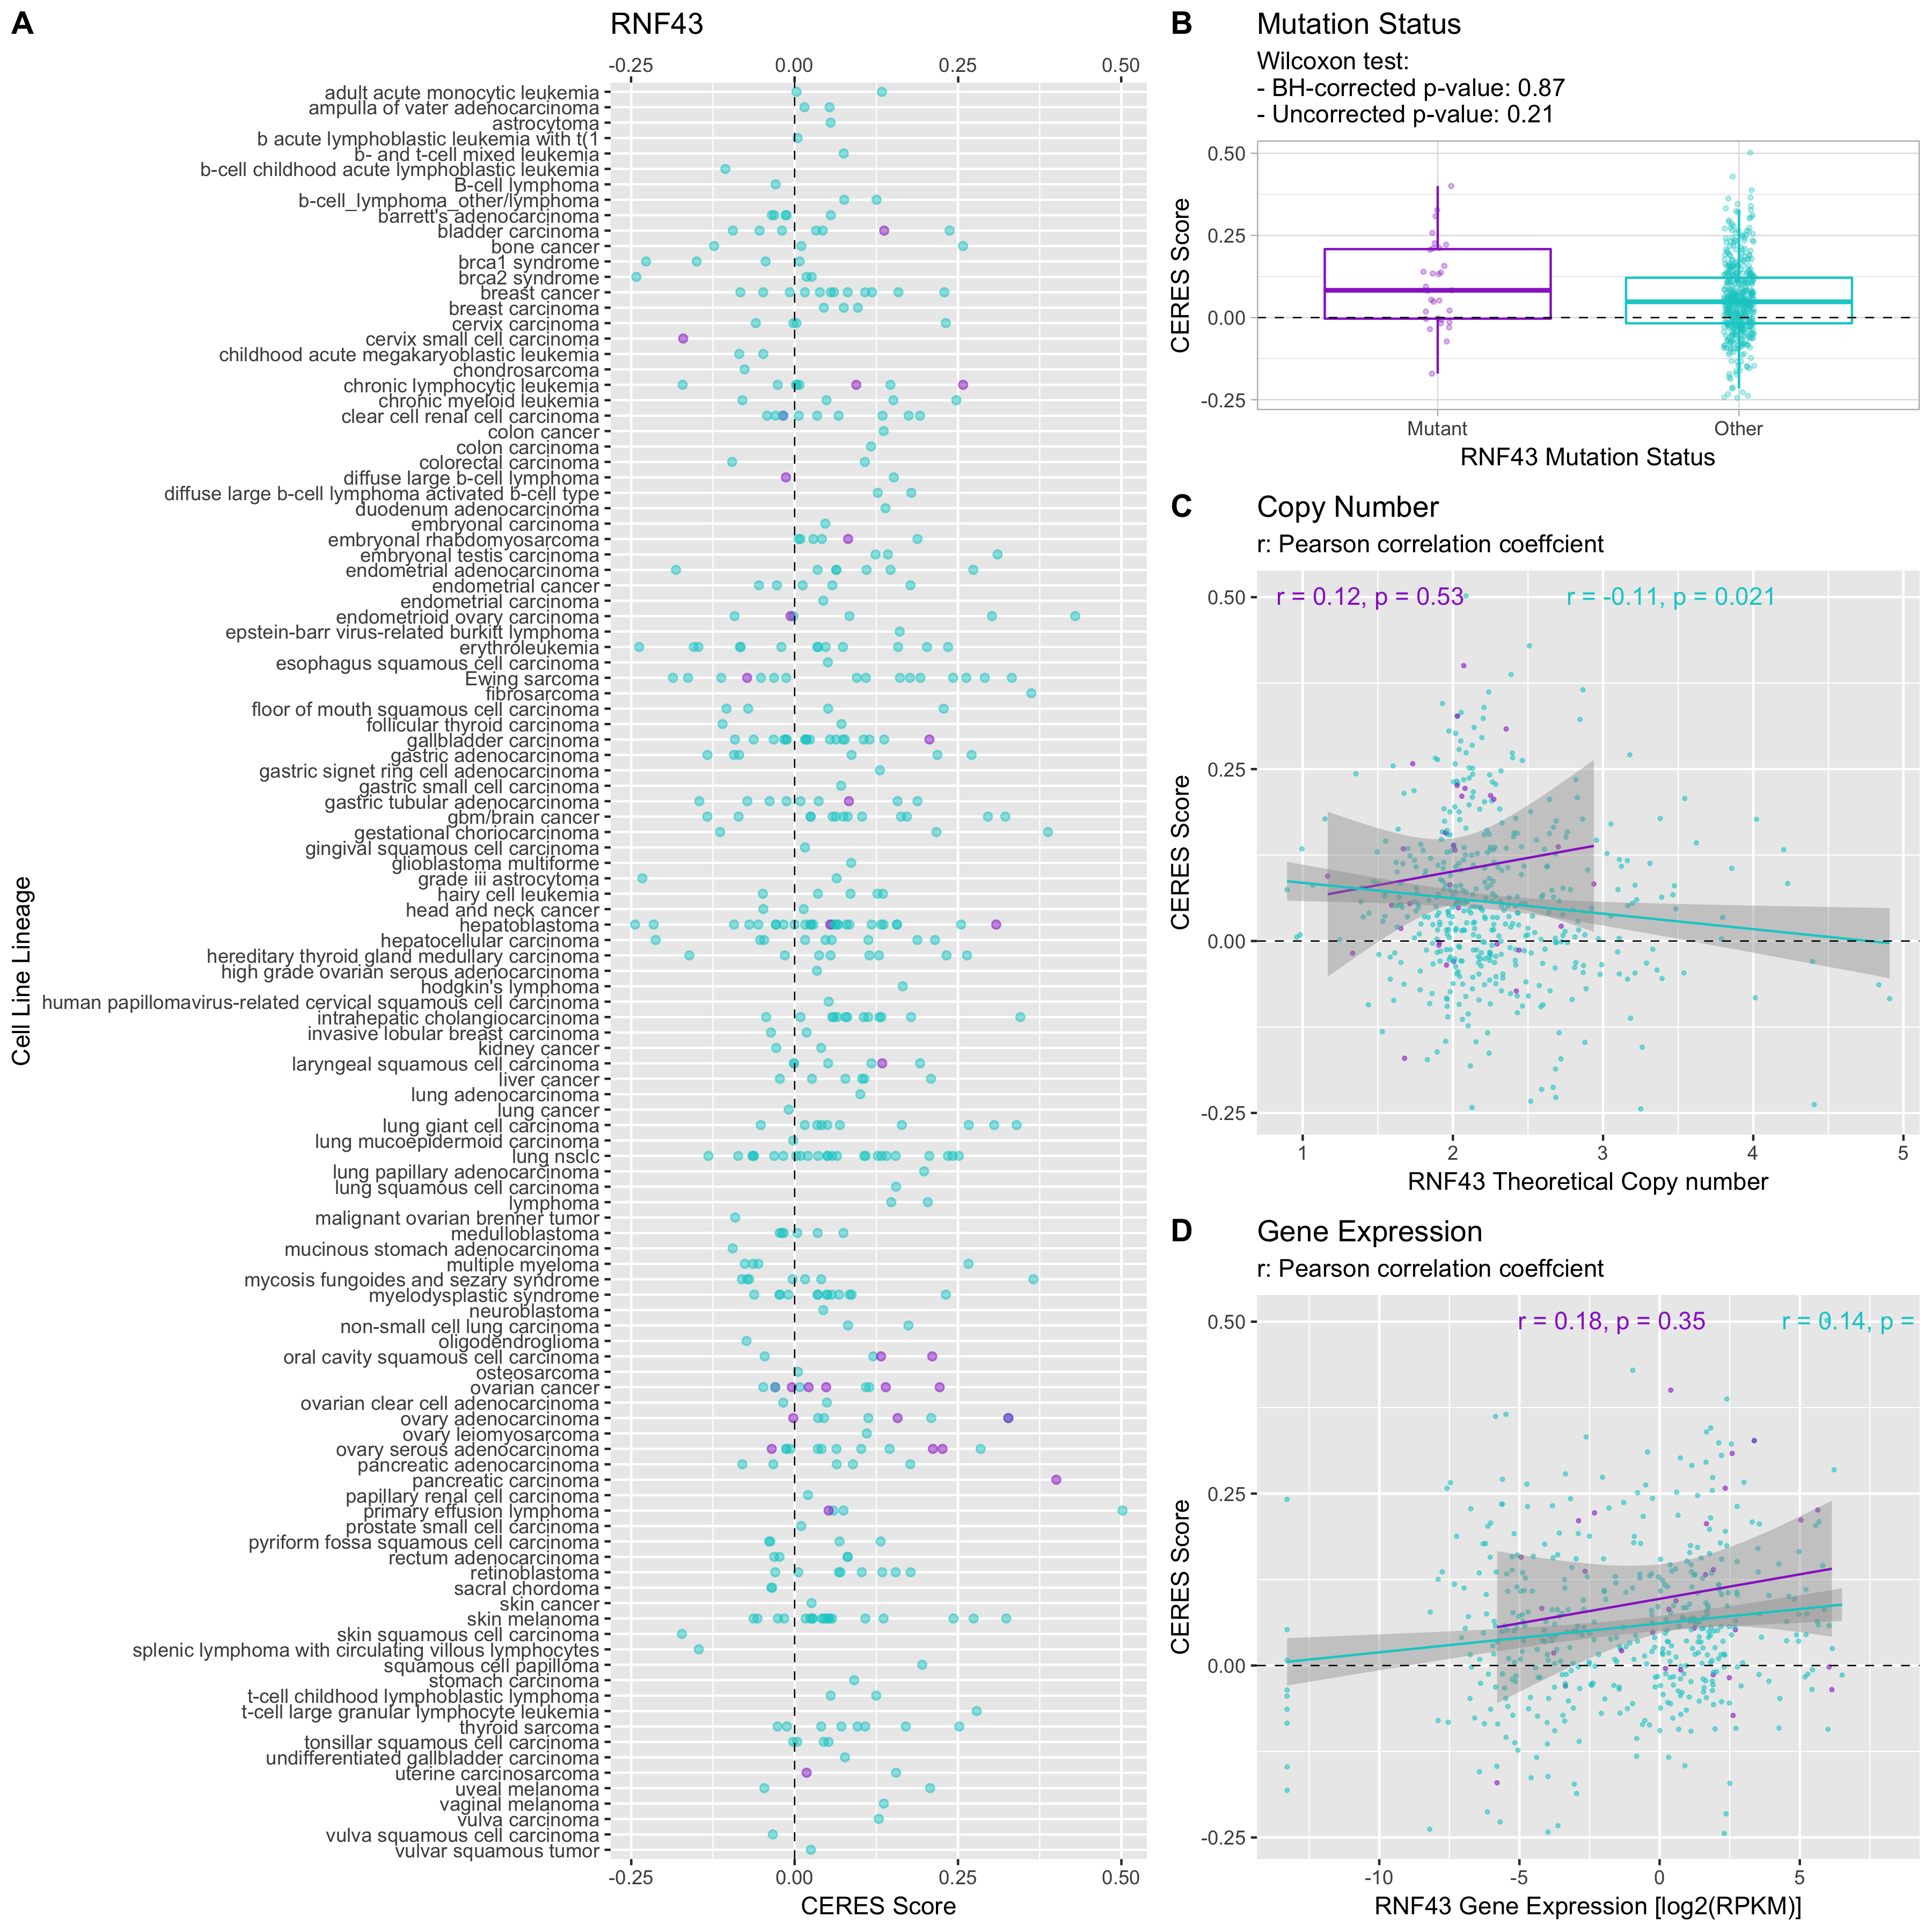 A
RNF43
-0.25 0.00 0.25 0.50
adult acute monocytic leukemia
ampulla of vater adenocarcinoma
astrocytoma
b acute lymphoblastic leukemia with t(1
b- and t-cell mixed leukemia
b-cell childhood acute lymphoblastic leukemia
B-cell lymphoma
b-cell_lymphoma_other/lymphoma
barrett's adenocarcinoma
bladder carcinoma
bone cancer
brca1 syndrome
brca2 syndrome
breast cancer
breast carcinoma
cervix carcinoma
cervix small cell carcinoma
childhood acute megakaryoblastic leukemia
chondrosarcoma
chronic lymphocytic leukemia
chronic myeloid leukemia
clear cell renal cell carcinoma
colon cancer
colon carcinoma
colorectal carcinoma
diffuse large b-cell lymphoma
diffuse large b-cell lymphoma activated b-cell type
duodenum adenocarcinoma
embryonal carcinoma
embryonal rhabdomyosarcoma
embryonal testis carcinoma
endometrial adenocarcinoma
endometrial cancer
endometrial carcinoma
endometrioid ovary carcinoma
epstein-barr virus-related burkitt lymphoma
erythroleukemia
esophagus squamous cell carcinoma
Ewing sarcoma
fibrosarcoma
floor of mouth squamous cell carcinoma
follicular thyroid carcinoma
gallbladder carcinoma
gastric adenocarcinoma
gastric signet ring cell adenocarcinoma
gastric small cell carcinoma
gastric tubular adenocarcinoma
gbm/brain cancer
gestational choriocarcinoma
gingival squamous cell carcinoma
glioblastoma multiforme
grade iii astrocytoma
hairy cell leukemia
head and neck cancer
hepatoblastoma
hepatocellular carcinoma
hereditary thyroid gland medullary carcinoma
high grade ovarian serous adenocarcinoma
hodgkin's lymphoma
human papillomavirus-related cervical squamous cell carcinoma
intrahepatic cholangiocarcinoma
invasive lobular breast carcinoma
kidney cancer
laryngeal squamous cell carcinoma
liver cancer
lung adenocarcinoma
lung cancer
lung giant cell carcinoma
lung mucoepidermoid carcinoma
lung nsclc
lung papillary adenocarcinoma
lung squamous cell carcinoma
lymphoma
malignant ovarian brenner tumor
medulloblastoma
mucinous stomach adenocarcinoma
multiple myeloma
mycosis fungoides and sezary syndrome
myelodysplastic syndrome
neuroblastoma
non-small cell lung carcinoma
oligodendroglioma
oral cavity squamous cell carcinoma
osteosarcoma
ovarian cancer
ovarian clear cell adenocarcinoma
ovary adenocarcinoma
ovary leiomyosarcoma
ovary serous adenocarcinoma
pancreatic adenocarcinoma
pancreatic carcinoma
papillary renal cell carcinoma
primary effusion lymphoma
prostate small cell carcinoma
pyriform fossa squamous cell carcinoma
rectum adenocarcinoma
retinoblastoma
sacral chordoma
skin cancer
skin melanoma
skin squamous cell carcinoma
splenic lymphoma with circulating villous lymphocytes
squamous cell papilloma
stomach carcinoma
t-cell childhood lymphoblastic lymphoma
t-cell large granular lymphocyte leukemia
thyroid sarcoma
tonsillar squamous cell carcinoma
undifferentiated gallbladder carcinoma
uterine carcinosarcoma
uveal melanoma
vaginal melanoma
vulva carcinoma
vulva squamous cell carcinoma
vulvar squamous tumor
-0.25 0.00 0.25 0.50
CERES Score
Cell Line Lineage
B
Mutation Status
Wilcoxon test:
- BH-corrected p-value: 0.87
- Uncorrected p-value: 0.21
0.50
0.25
0.00
-0.25
CERES Score
Mutant Other
RNF43 Mutation Status
C
Copy Number
r: Pearson correlation coeffcient
r = 0.12, p = 0.53 r = -0.11, p = 0.021
0.50
0.25
0.00
-0.25
CERES Score
1 2 3 4 5
RNF43 Theoretical Copy number
D
Gene Expression
r: Pearson correlation coeffcient
r = 0.18, p = 0.35 r = 0.14, p =
0.50
0.25
0.00
-0.25
CERES Score
-10 -5 0 5
RNF43 Gene Expression [log2(RPKM)]